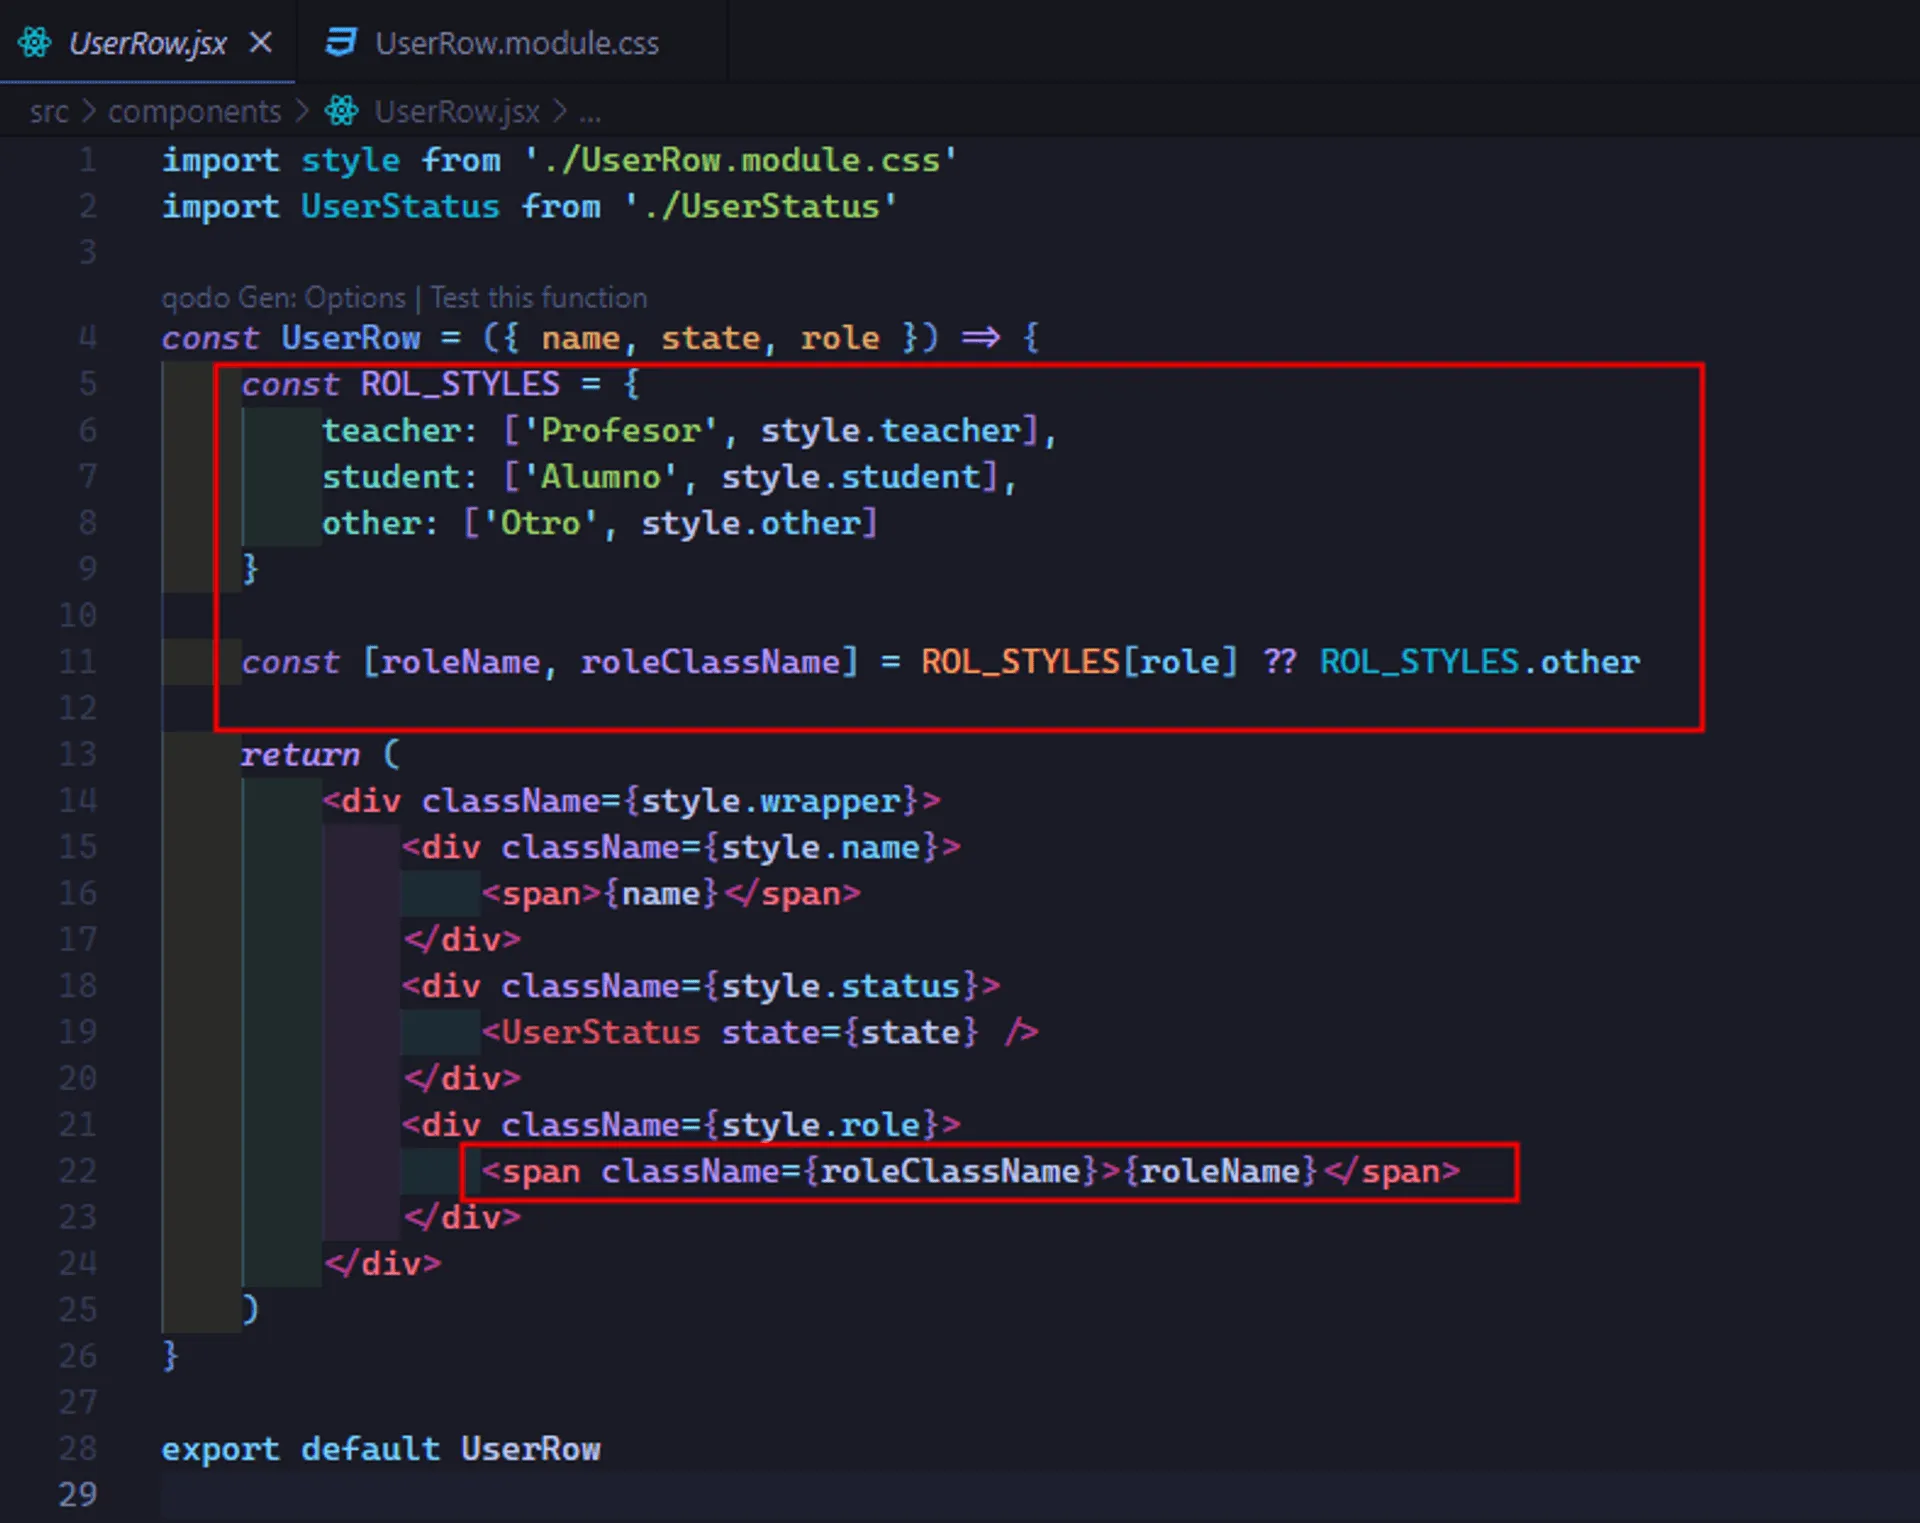 UserRow.jsx UserRow.module.css
src > components > UserRow.jsx > ...
1 import style from './UserRow.module.css'
2 import UserStatus from './UserStatus'
3
qodo Gen: Options | Test this function
4 const UserRow = ({ name, state, role }) => {
5 const ROL_STYLES = {
6 teacher: ['Profesor', style.teacher],
7 student: ['Alumno', style.student],
8 other: ['Otro', style.other]
9 }
10
11 const [roleName, roleClassName] = ROL_STYLES[role] ?? ROL_STYLES.other
12
13 return (
14 <div className={style.wrapper}>
15 <div className={style.name}>
16 <span>{name}</span>
17 </div>
18 <div className={style.status}>
19 <UserStatus state={state} />
20 </div>
21 <div className={style.role}>
22 <span className={roleClassName}>{roleName}</span>
23 </div>
24 </div>
25 )
26 }
27
28 export default UserRow
29